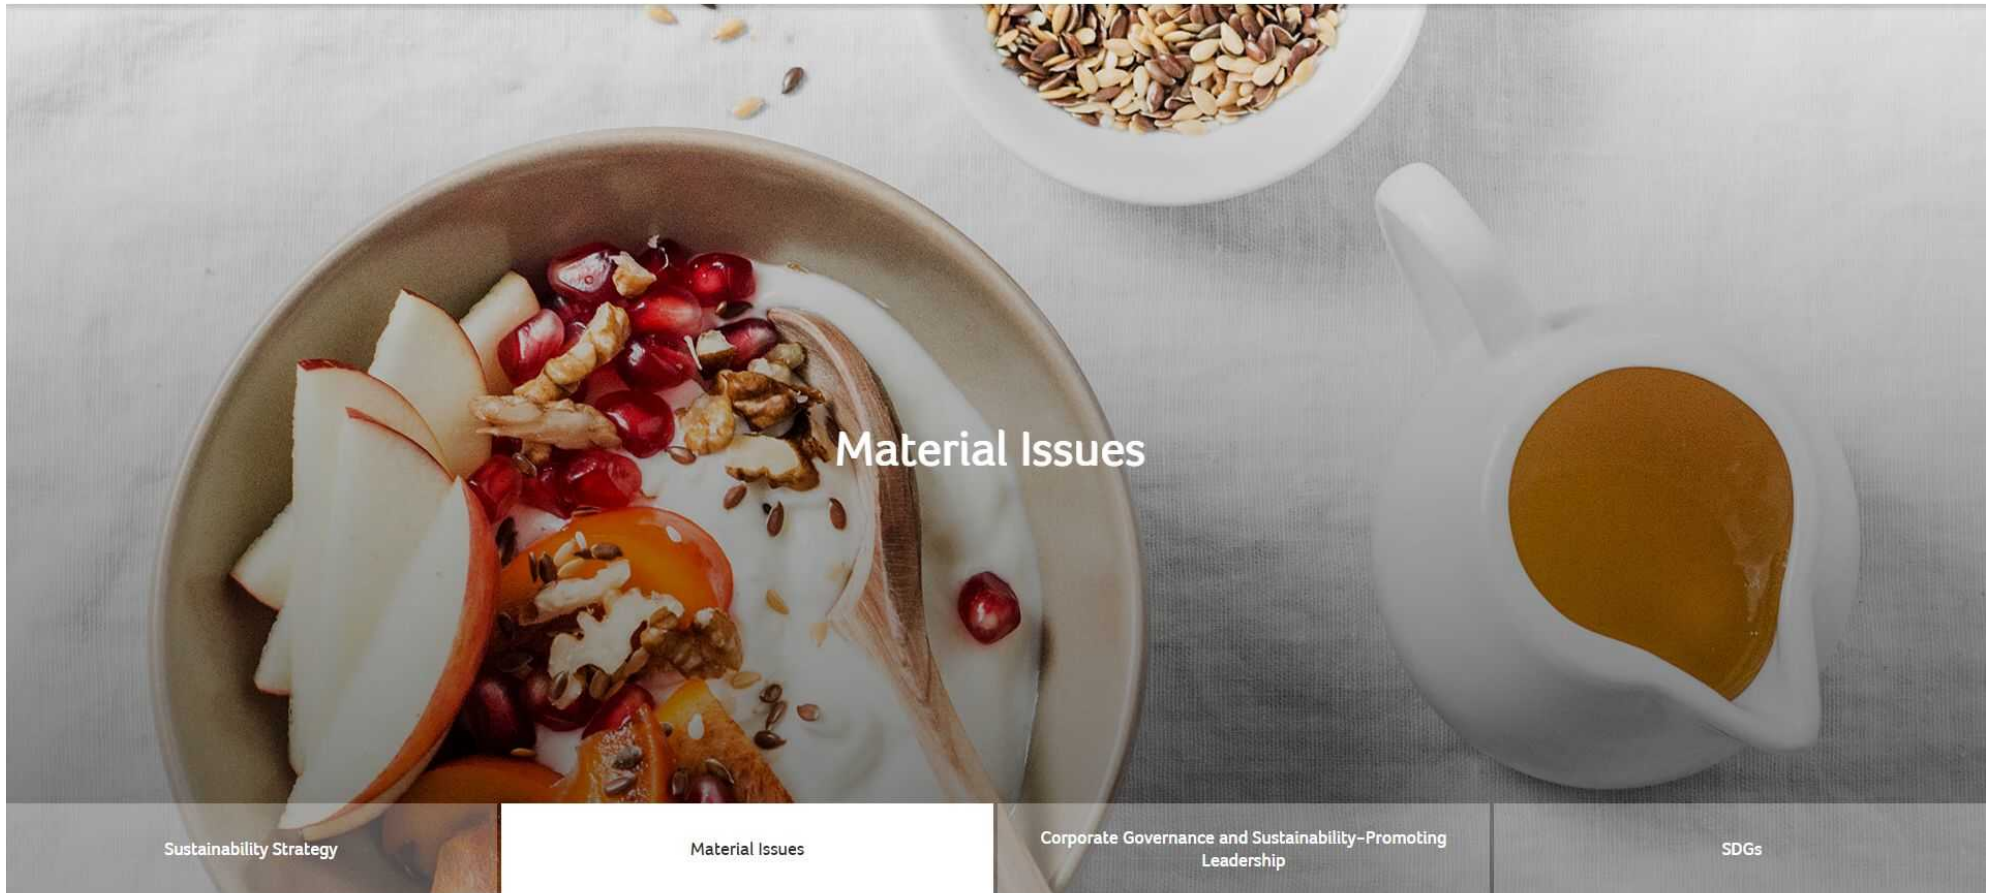 Material Issues
Sustainability Strategy
Material Issues
Corporate Governance and Sustainability-Promoting
Leadership
SDGs